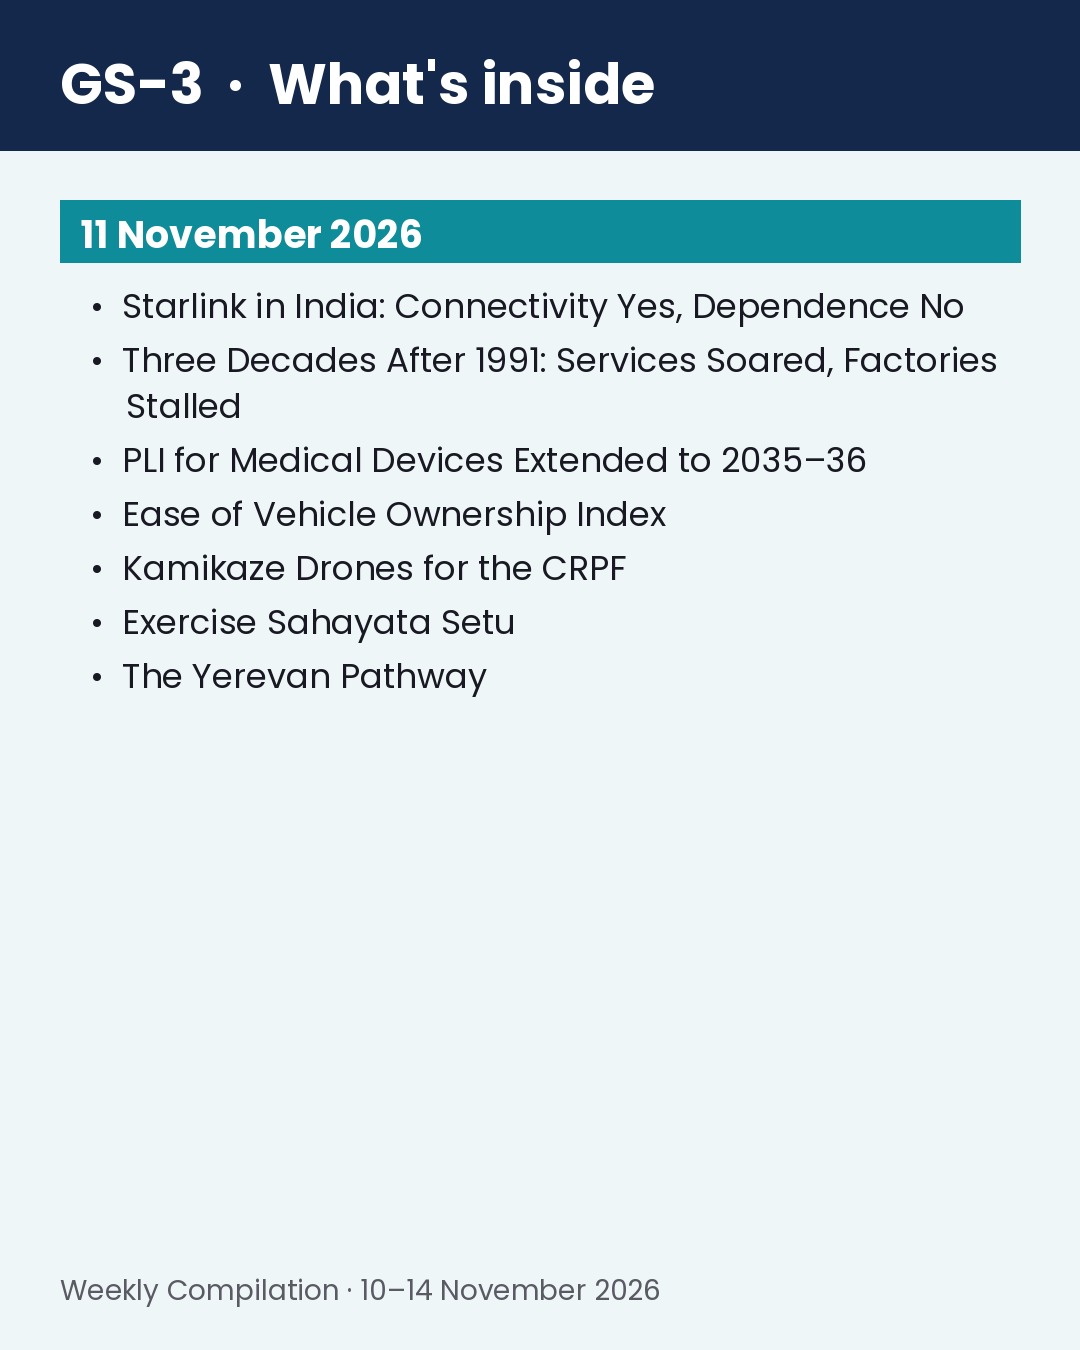 GS-3 · What's inside
11 November 2026
• Starlink in India: Connectivity Yes, Dependence No
• Three Decades After 1991: Services Soared, Factories
Stalled
• PLI for Medical Devices Extended to 2035–36
• Ease of Vehicle Ownership Index
• Kamikaze Drones for the CRPF
• Exercise Sahayata Setu
• The Yerevan Pathway
Weekly Compilation · 10–14 November 2026